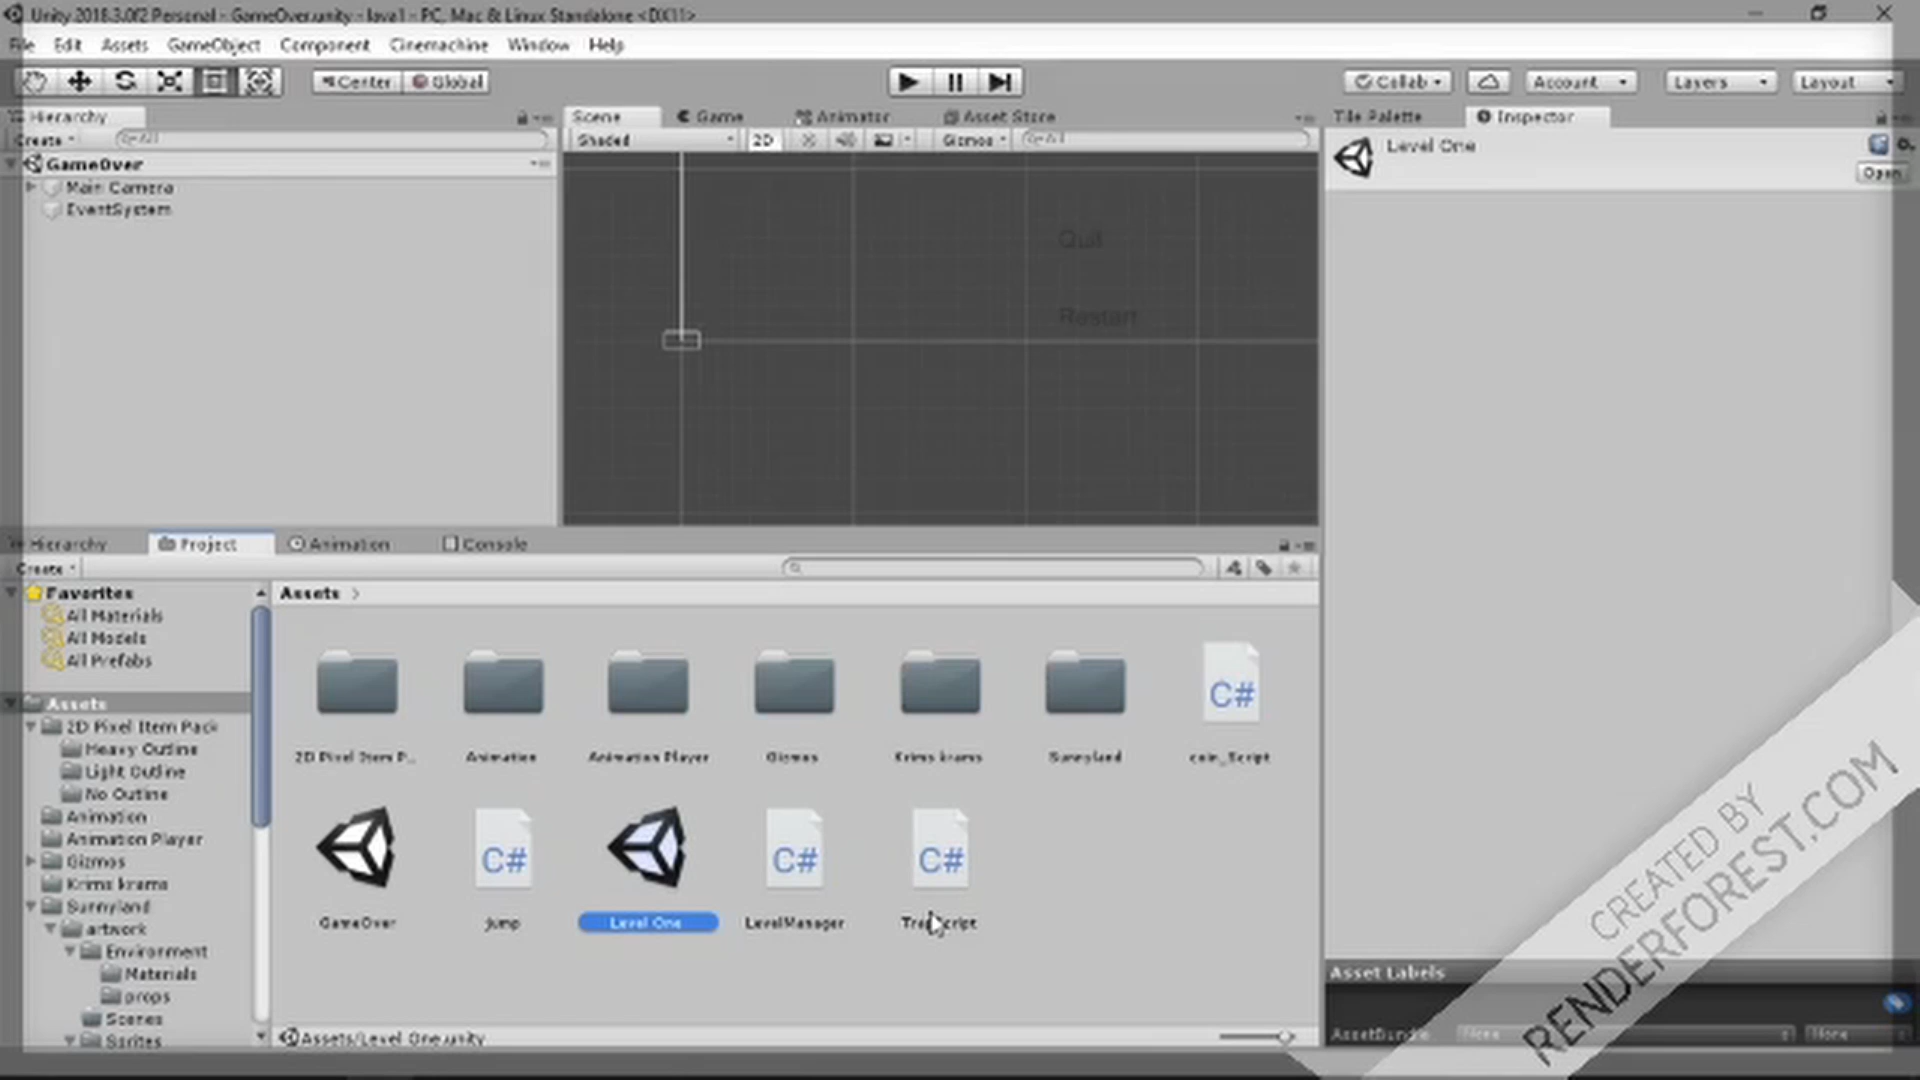 Unity 2018.3.0f2 Personal - GameOver.unity - lava1 - PC, Mac & Linux Standalone <DX11>
File Edit Assets GameObject Component Cinemachine Window Help
Center Global
Collab Account Layers Layout
Hierarchy
Create All
GameOver
Main Camera
EventSystem
Scene Game Animator Asset Store
Shaded 2D Gizmos All
Quit
Restart
Tile Palette Inspector
Level One
Open
Hierarchy Project Animation Console
Create
Favorites
All Materials
All Models
All Prefabs
Assets
2D Pixel Item Pack
Heavy Outline
Light Outline
No Outline
Animation
Animation Player
Gizmos
Krims krams
Sunnyland
artwork
Environment
Materials
props
Scenes
Sprites
Assets >
2D Pixel Item P... Animation Animation Player Gizmos Krims krams Sunnyland coin_Script
C#
C# C# C#
GameOver jump Level One LevelManager
Assets/Level One.unity
Asset Labels
AssetBundle None None
CREATED BY
RENDERFOREST.COM